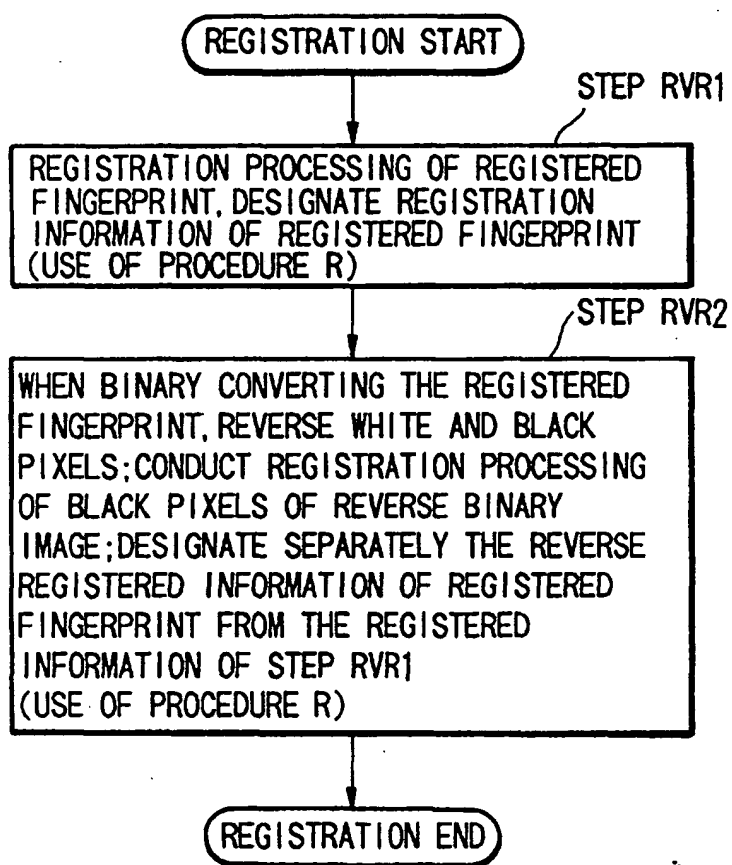 REGISTRATION START
STEP RVR1
REGISTRATION PROCESSING OF REGISTERED
FINGERPRINT, DESIGNATE REGISTRATION
INFORMATION OF REGISTERED FINGERPRINT
(USE OF PROCEDURE R)
STEP RVR2
WHEN BINARY CONVERTING THE REGISTERED
FINGERPRINT, REVERSE WHITE AND BLACK
PIXELS; CONDUCT REGISTRATION PROCESSING
OF BLACK PIXELS OF REVERSE BINARY
IMAGE; DESIGNATE SEPARATELY THE REVERSE
REGISTERED INFORMATION OF REGISTERED
FINGERPRINT FROM THE REGISTERED
INFORMATION OF STEP RVR1
(USE OF PROCEDURE R)
REGISTRATION END